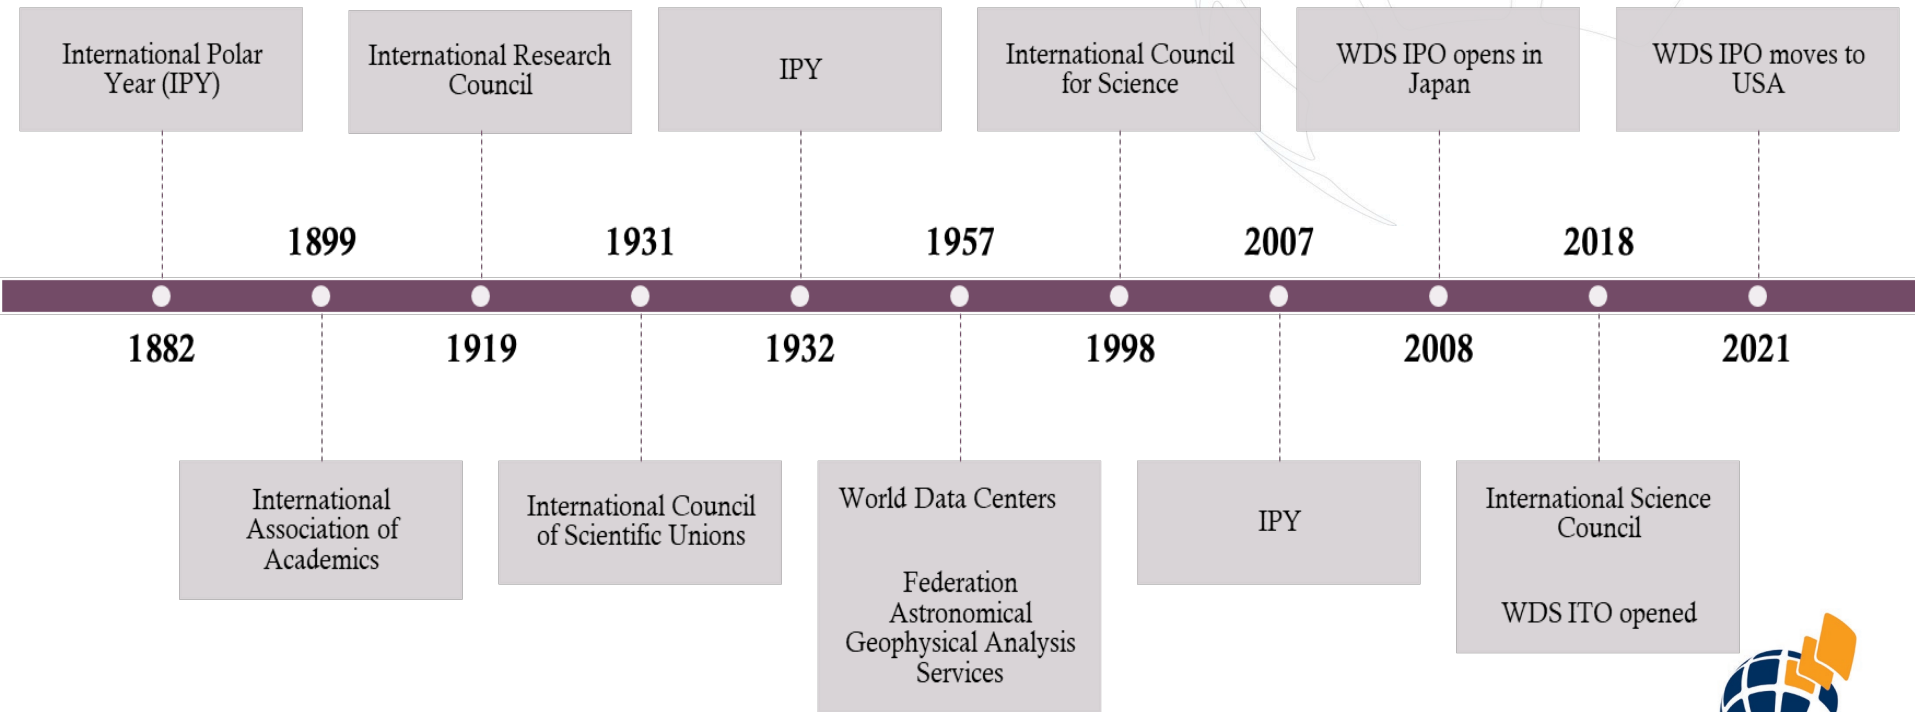 International Polar
Year (IPY)
International Research
Council
IPY
International Council
for Science
WDS IPO opens in
Japan
WDS IPO moves to
USA
1899
1931
1957
2007
2018
1882
1919
1932
1998
2008
2021
International
Association of
Academics
International Council
of Scientific Unions
World Data Centers
Federation
Astronomical
Geophysical Analysis
Services
IPY
International Science
Council
WDS ITO opened